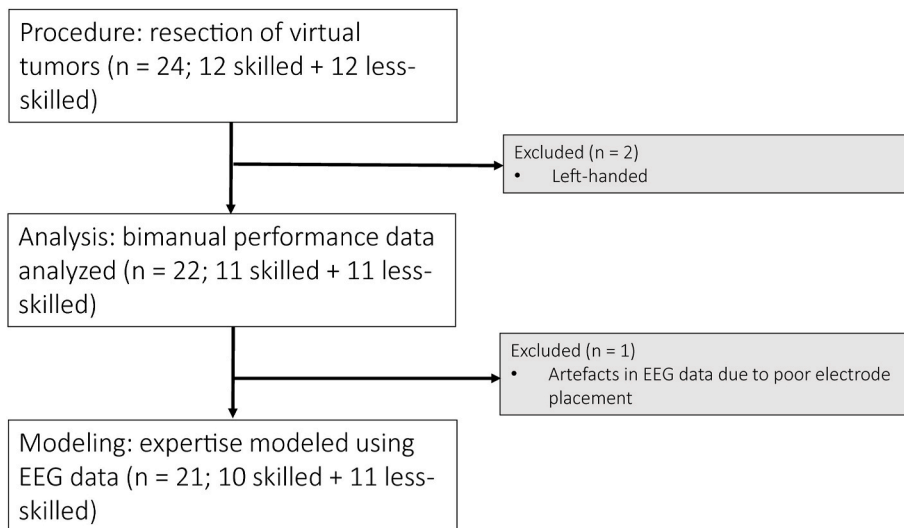 Procedure: resection of virtual
tumors (n = 24; 12 skilled + 12 less-
skilled)
Excluded (n = 2)
• Left-handed
Analysis: bimanual performance data
analyzed (n = 22; 11 skilled + 11 less-
skilled)
Excluded (n = 1)
• Artefacts in EEG data due to poor electrode
placement
Modeling: expertise modeled using
EEG data (n = 21; 10 skilled + 11 less-
skilled)